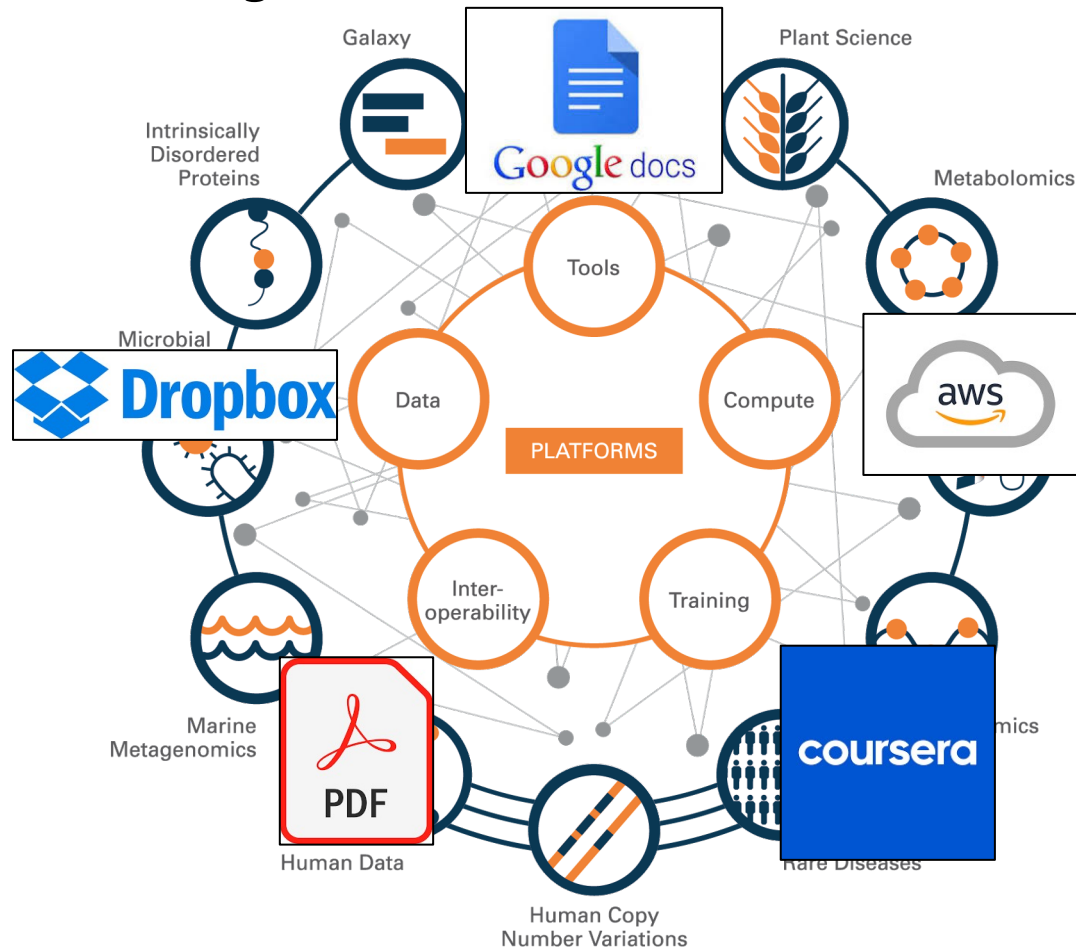 Galaxy
Plant Science
Google docs
Intrinsically
Disordered
Proteins
Metabolomics
Tools
Microbial
Dropbox
Data
Compute
aws
PLATFORMS
Inter-
operability
Training
Marine
Metagenomics
PDF
coursera
mics
Human Data
Rare Diseases
Human Copy
Number Variations